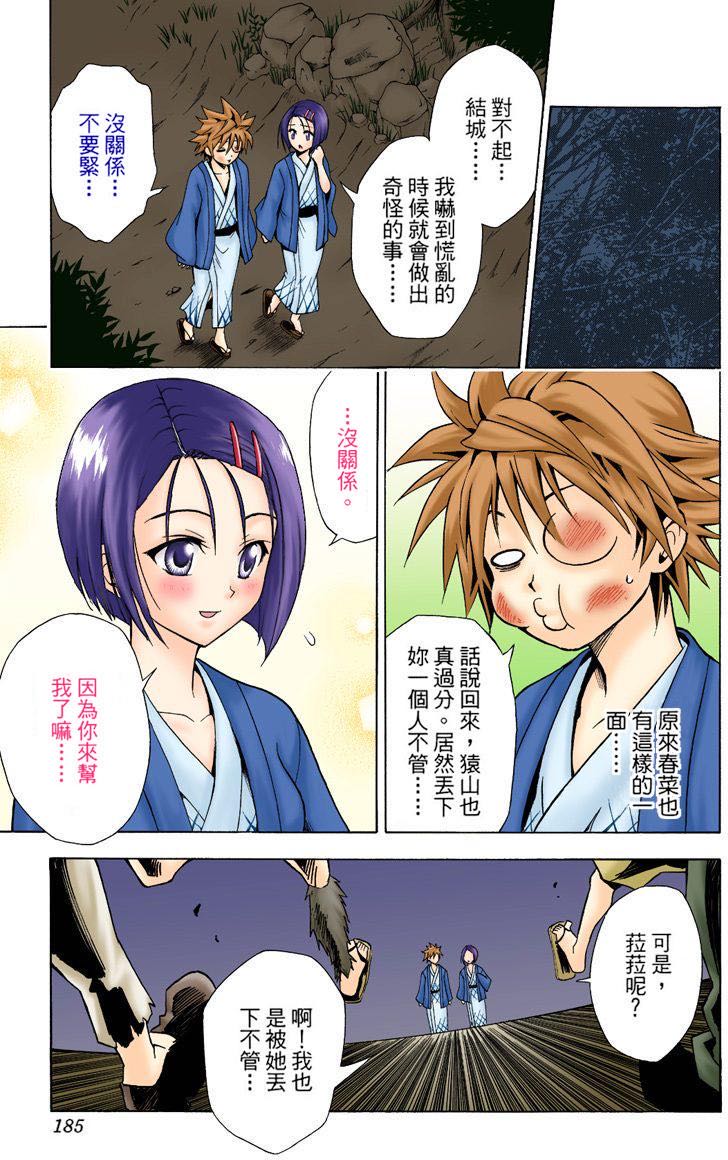 對不起…
結城……
我嚇到慌亂的
時候就會做出
奇怪的事……
沒關係…
不要緊…
原來春菜也
有這樣的一
面……
話說回來，猿山也
真過分。居然丟下
妳一個人不管……
…沒關係。
因為你來幫
我了嘛……
可是，
菈菈呢？
啊！我也
是被她丟
下不管…
185